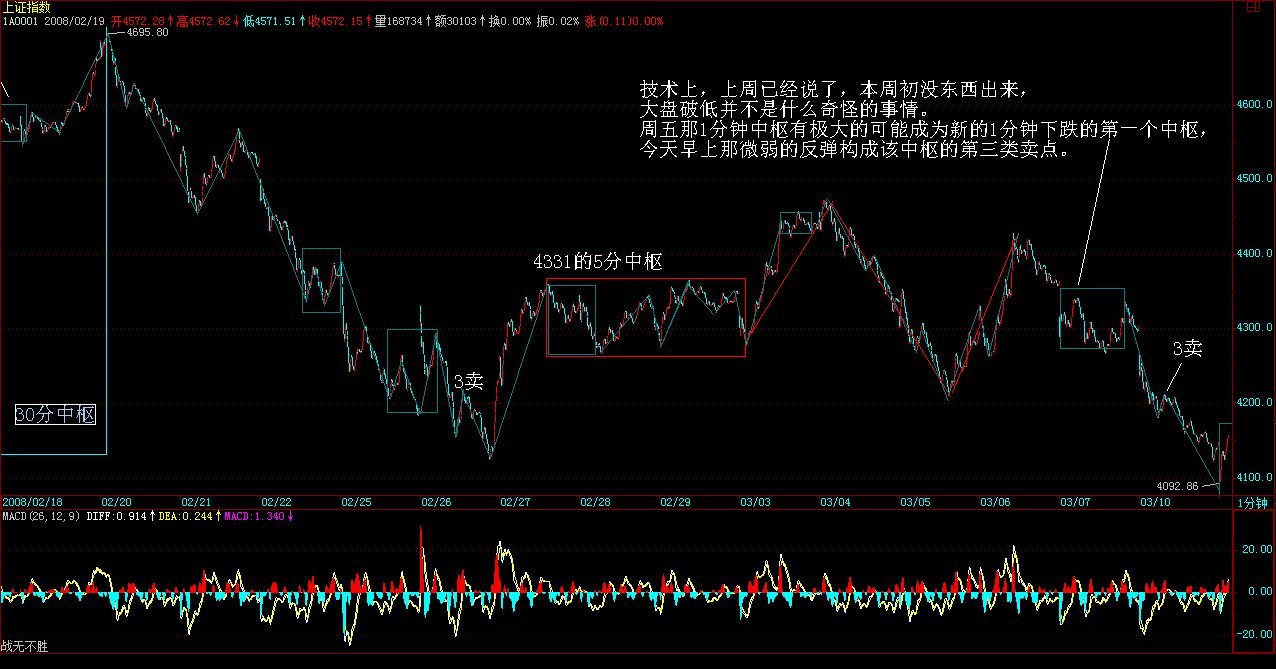 上证指数
1A0001 2008/02/19 开4572.28↑高4572.62↓低4571.51↑收4572.15↑量168734↑额30103↑换0.00% 振0.02% 涨(0.11)0.00%
4695.80
技术上，上周已经说了，本周初没东西出来，
大盘破低并不是什么奇怪的事情。
周五那1分钟中枢有极大的可能成为新的1分钟下跌的第一个中枢，
今天早上那微弱的反弹构成该中枢的第三类卖点。
4600.0
4500.0
4400.0
4300.0
4200.0
4100.0
4331的5分中枢
3卖
3卖
30分中枢
4092.86
2008/02/18 02/20 02/21 02/22 02/25 02/26 02/27 02/28 02/29 03/03 03/04 03/05 03/06 03/07 03/10 1分钟
MACD(26,12,9) DIFF:0.914↑DEA:0.244↑MACD:1.340↓
20.00
0.00
-20.00
战无不胜